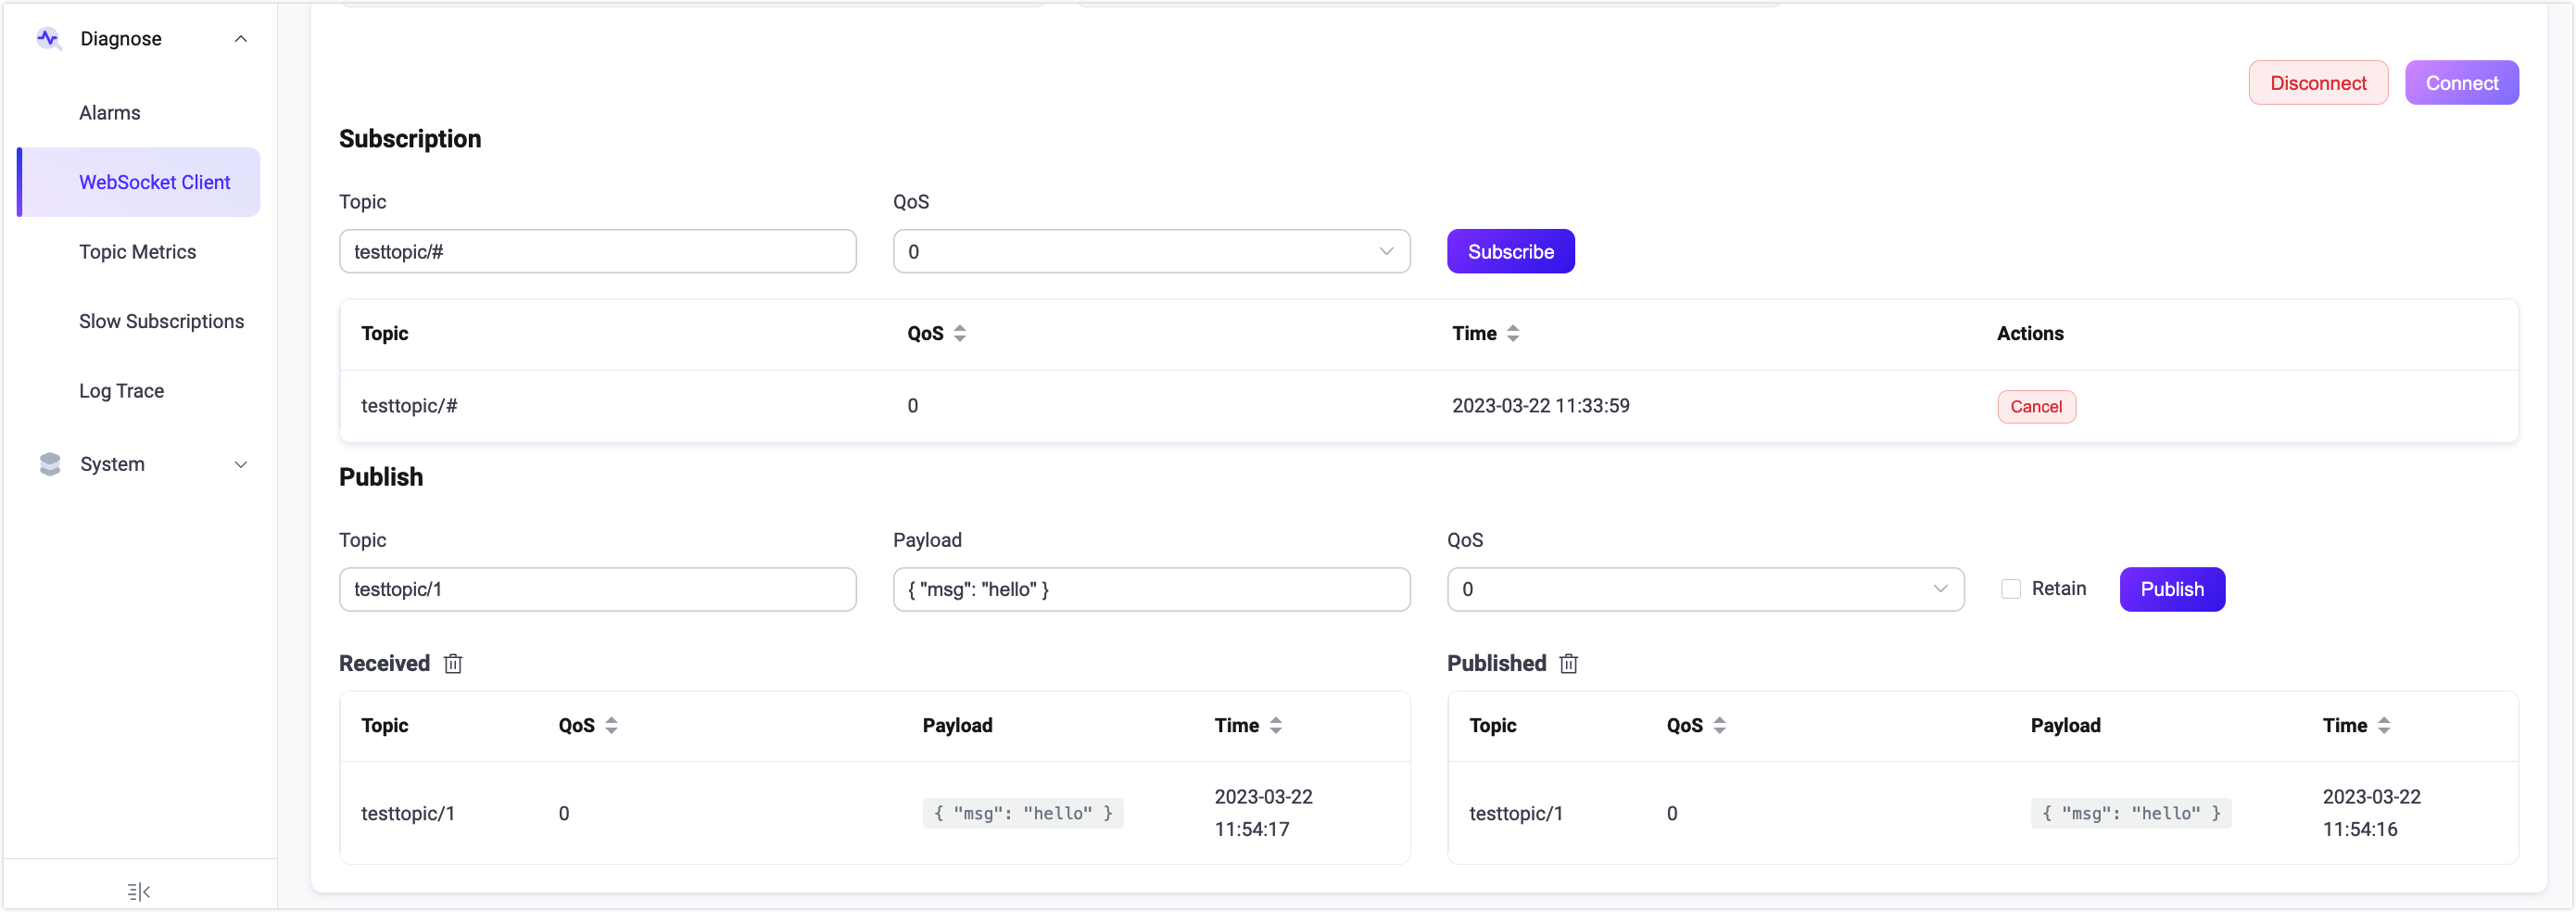 Diagnose
Alarms
WebSocket Client
Topic Metrics
Slow Subscriptions
Log Trace
System
Disconnect Connect
Subscription
Topic QoS
testtopic/# 0 Subscribe
Topic QoS Time Actions
testtopic/# 0 2023-03-22 11:33:59 Cancel
Publish
Topic Payload QoS
testtopic/1 { "msg": "hello" } 0 Retain Publish
Received
Topic QoS Payload Time
testtopic/1 0 { "msg": "hello" } 2023-03-22
11:54:17
Published
Topic QoS Payload Time
testtopic/1 0 { "msg": "hello" } 2023-03-22
11:54:16